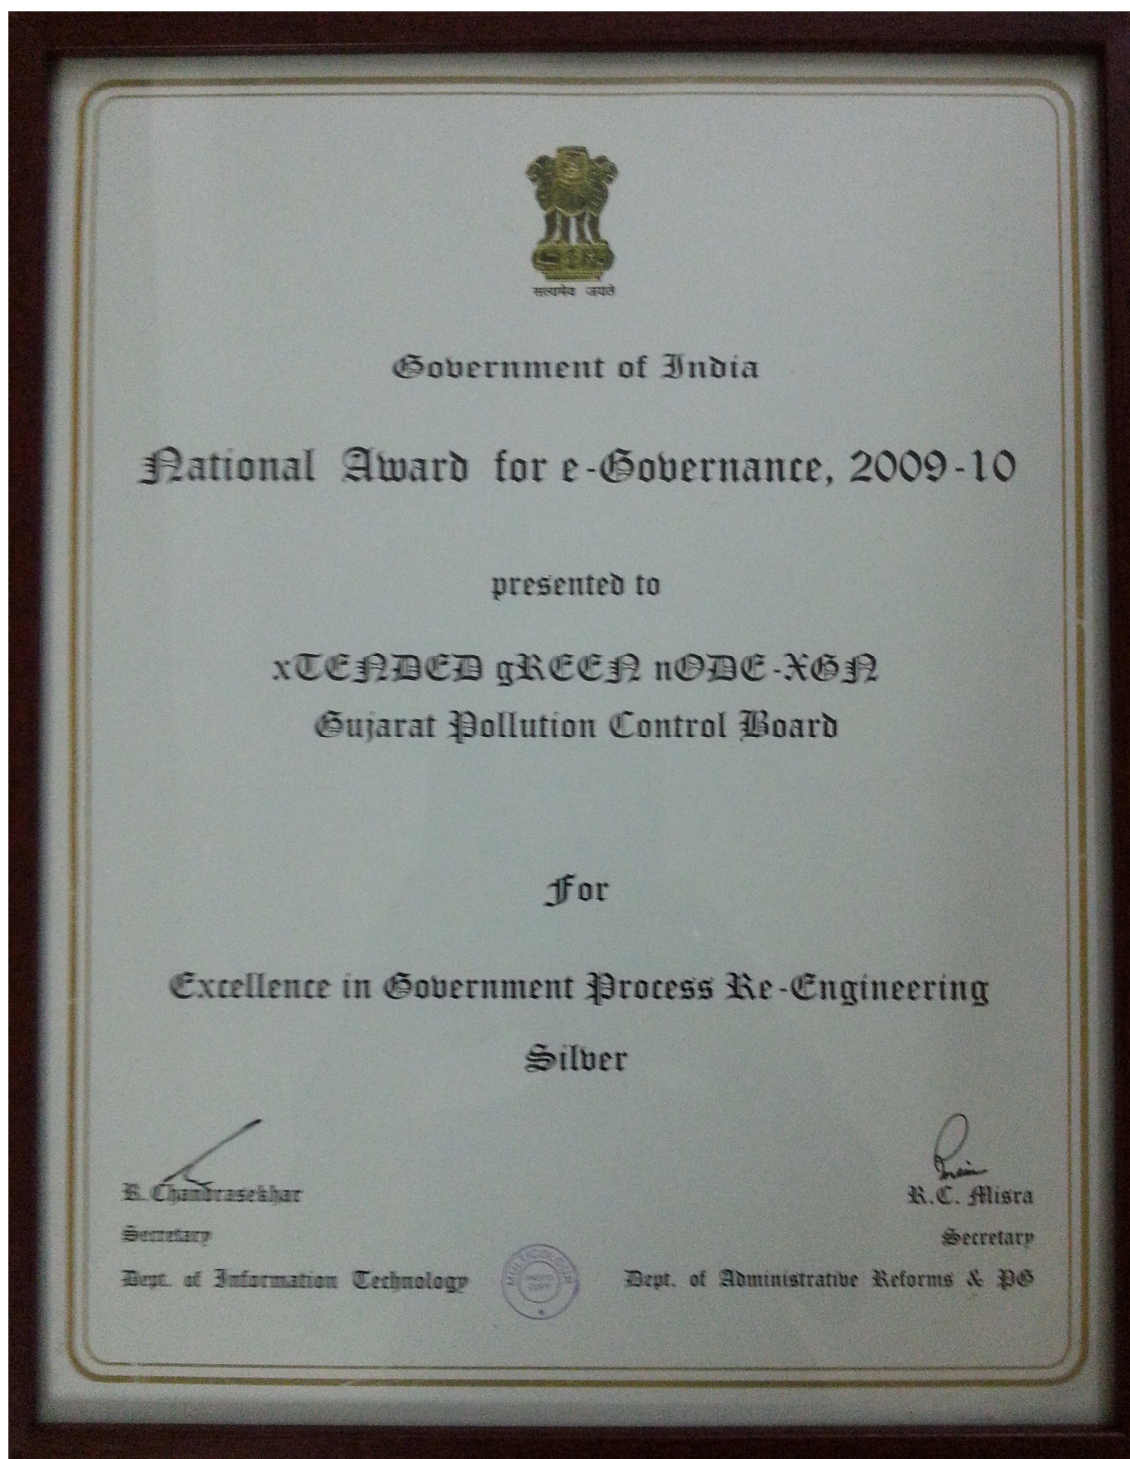 सत्यमेव जयते
Government of India
National Award for e-Governance, 2009-10
presented to
xTENDED gREEN nODE-XGN
Gujarat Pollution Control Board
For
Excellence in Government Process Re-Engineering
Silver
R. Chandrasekhar
Secretary
Dept. of Information Technology
R.C. Misra
Secretary
Dept. of Administrative Reforms & PG
MULTICOLOUR